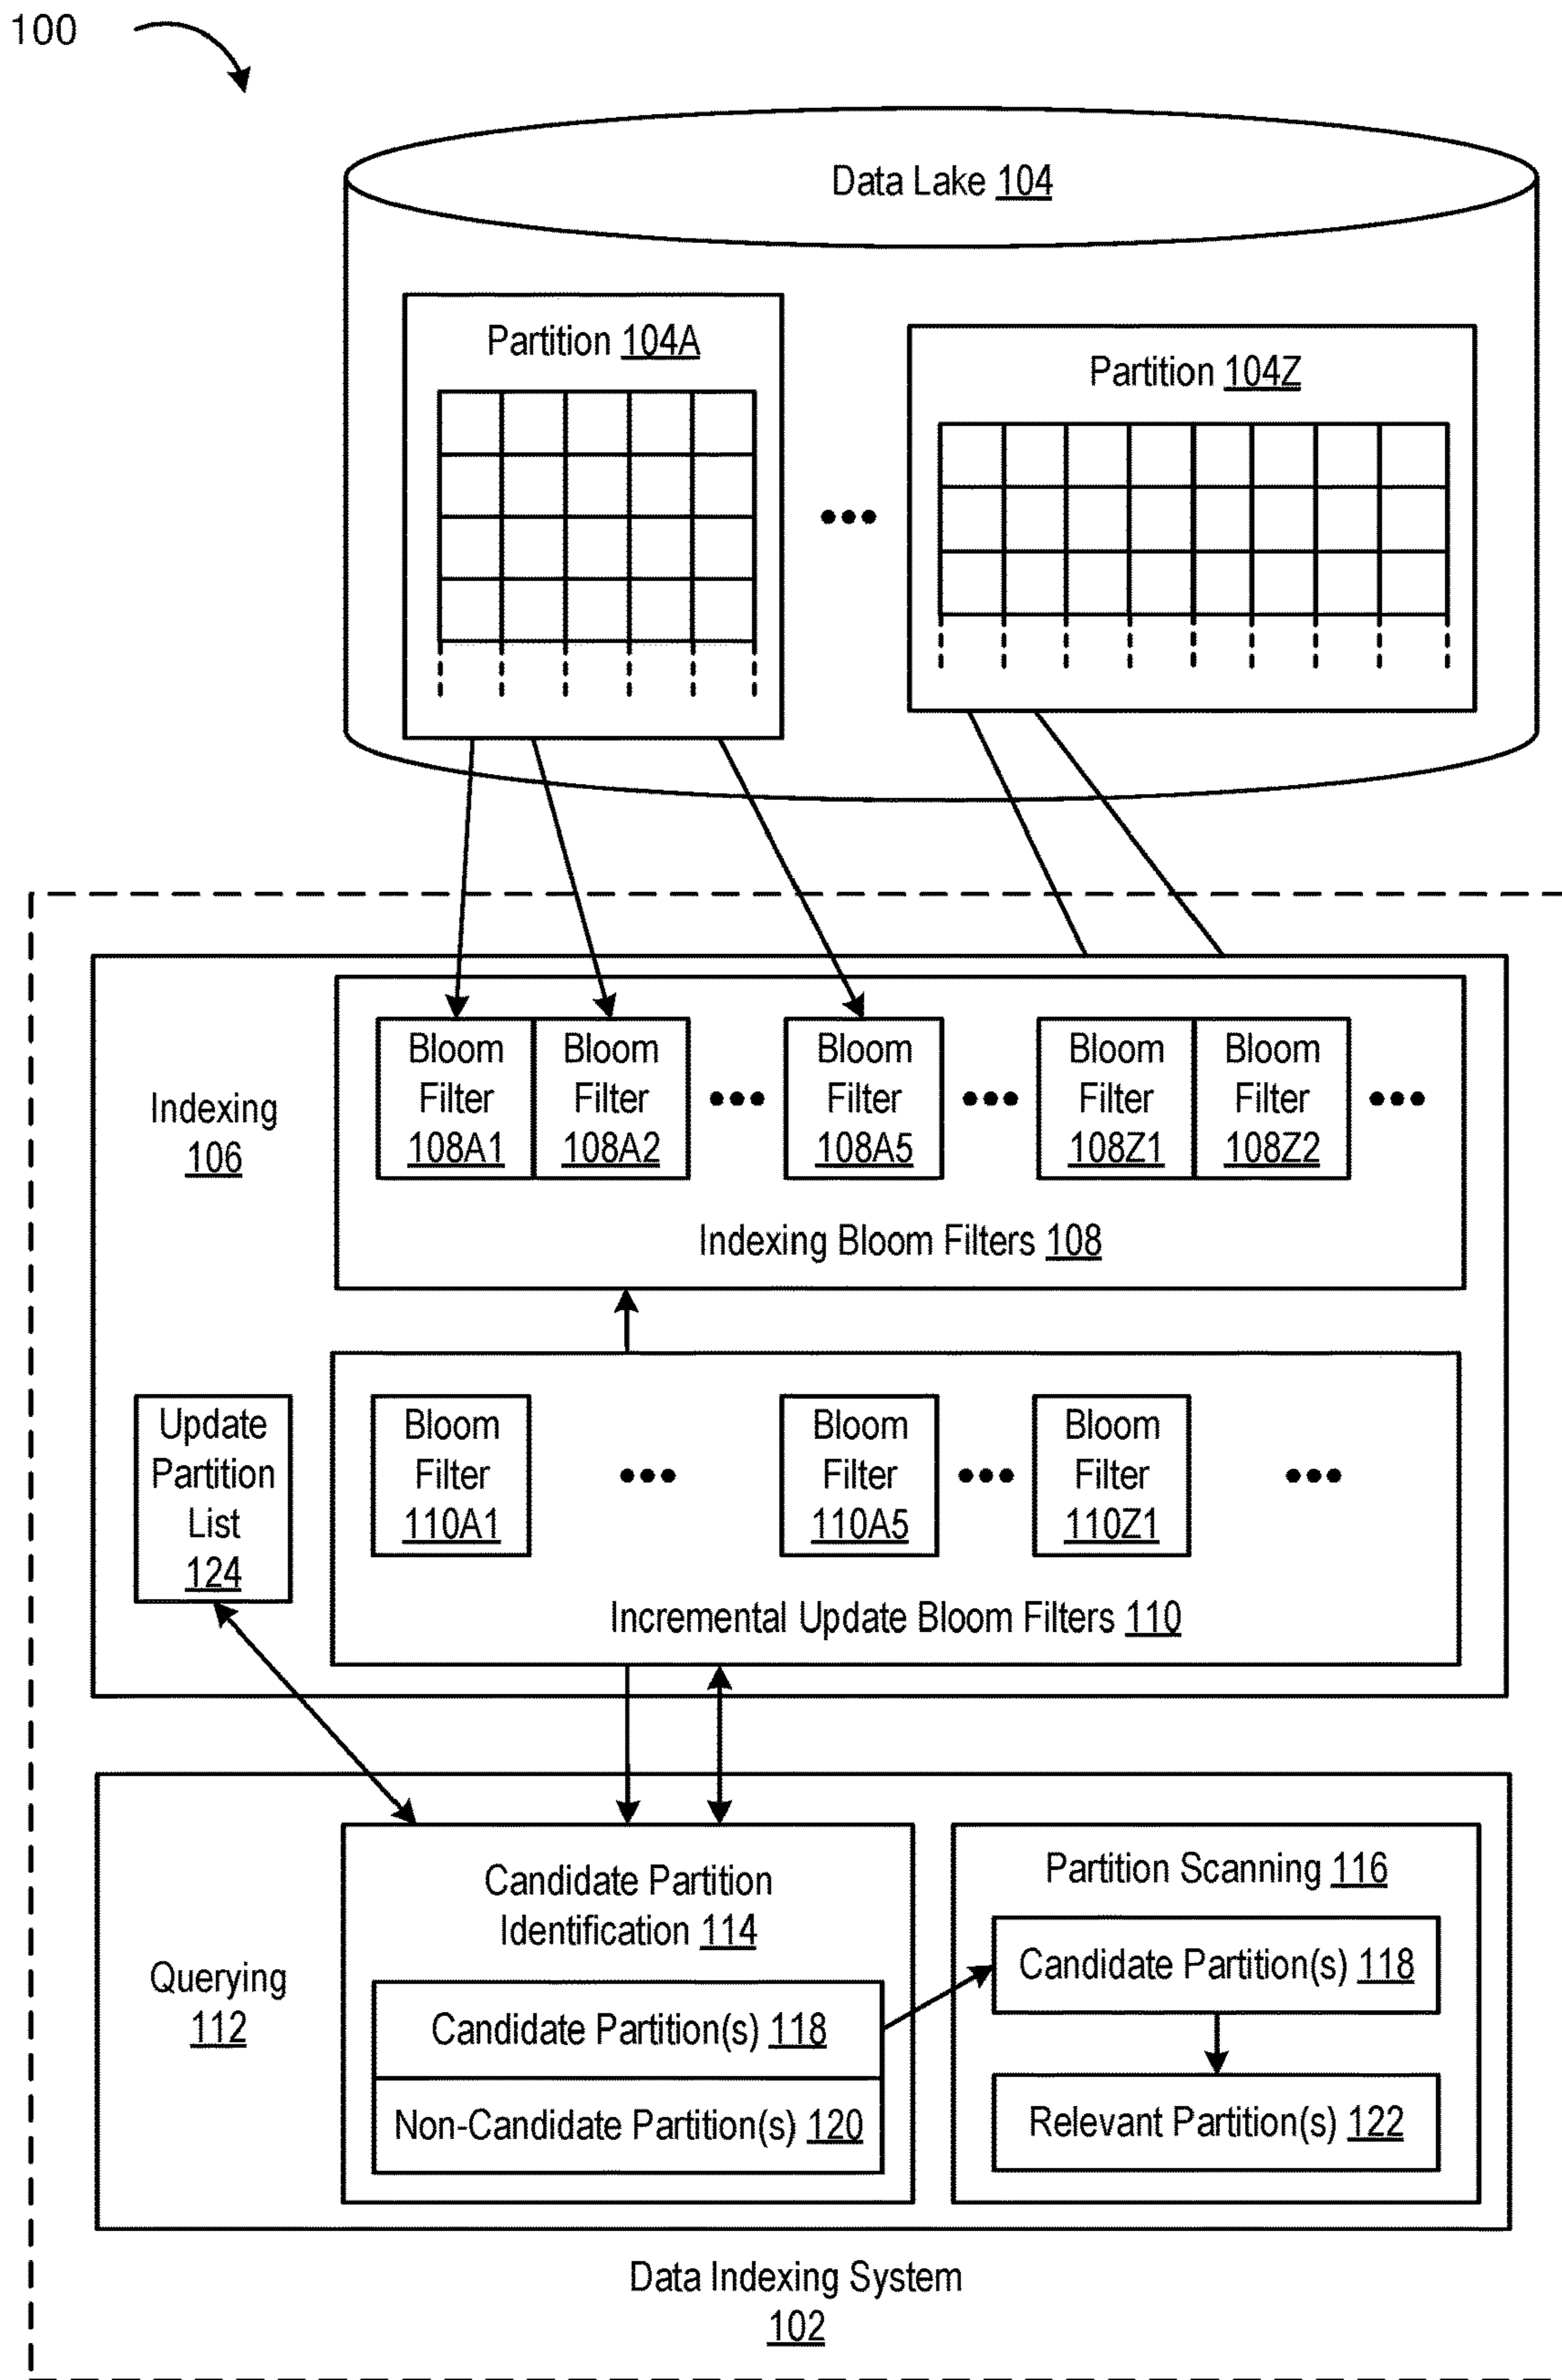 100
Data Lake 104
Partition 104A
Partition 104Z
Indexing
106
Bloom
Filter
108A1
Bloom
Filter
108A2
Bloom
Filter
108A5
Bloom
Filter
108Z1
Bloom
Filter
108Z2
Indexing Bloom Filters 108
Update
Partition
List
124
Bloom
Filter
110A1
Bloom
Filter
110A5
Bloom
Filter
110Z1
Incremental Update Bloom Filters 110
Querying
112
Candidate Partition
Identification 114
Candidate Partition(s) 118
Non-Candidate Partition(s) 120
Partition Scanning 116
Candidate Partition(s) 118
Relevant Partition(s) 122
Data Indexing System
102